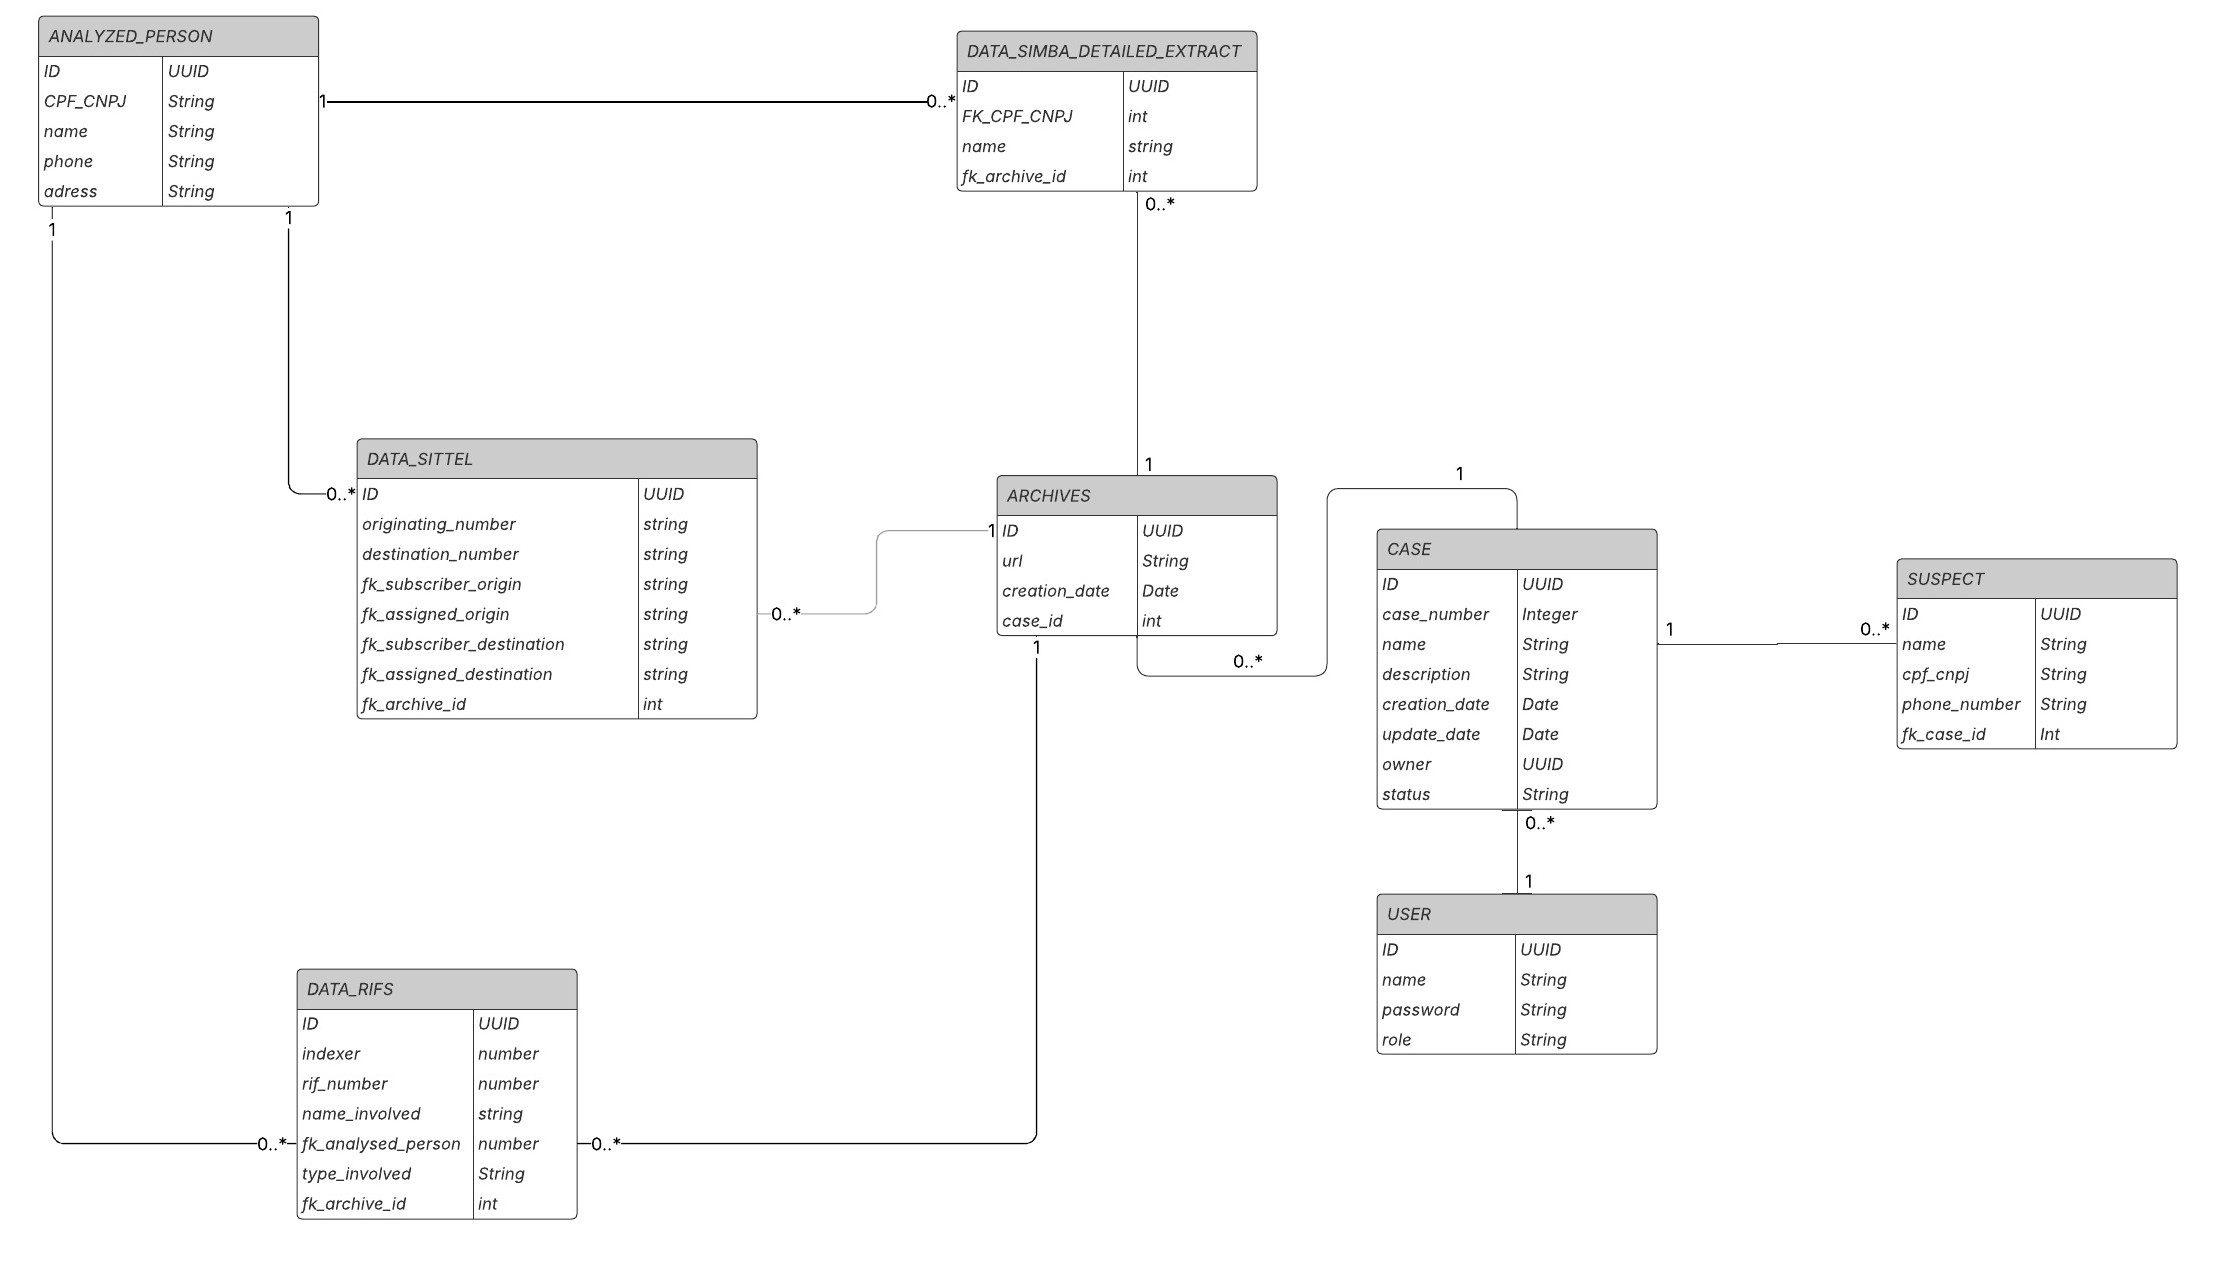 ANALYZED_PERSON
ID UUID
CPF_CNPJ String
name String
phone String
adress String
1
0..*
1
1
DATA_SIMBA_DETAILED_EXTRACT
ID UUID
FK_CPF_CNPJ int
name string
fk_archive_id int
0..*
1
DATA_SITTEL
0..*
ID UUID
originating_number string
destination_number string
fk_subscriber_origin string
fk_assigned_origin string
fk_subscriber_destination string
fk_assigned_destination string
fk_archive_id int
0..*
1
ARCHIVES
ID UUID
url String
creation_date Date
case_id int
1
0..*
1
CASE
ID UUID
case_number Integer
name String
description String
creation_date Date
update_date Date
owner UUID
status String
1
0..*
SUSPECT
ID UUID
name String
cpf_cnpj String
phone_number String
fk_case_id Int
0..*
1
USER
ID UUID
name String
password String
role String
DATA_RIFS
ID UUID
indexer number
rif_number number
name_involved string
fk_analysed_person number
type_involved String
fk_archive_id int
0..*
0..*